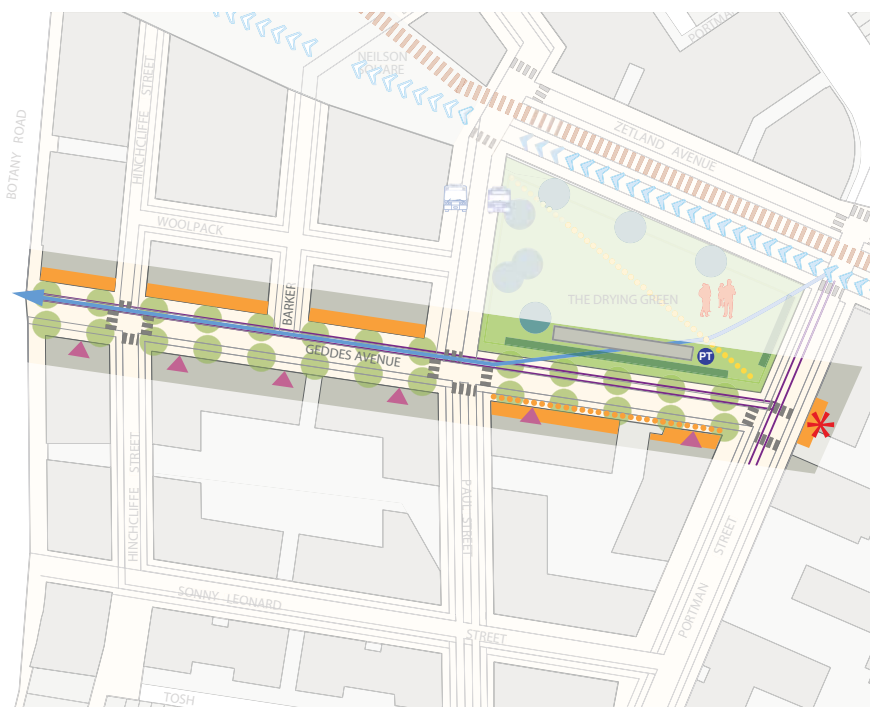 PORTMAN
NEILSON
SQUARE
HINCHCLIFFE STREET
BOTANY ROAD
ZETLAND AVENUE
WOOLPACK
THE DRYING GREEN
BARKER
GEDDES AVENUE
PT
HINCHCLIFFE STREET
PAUL STREET
PORTMAN STREET
SONNY LEONARD STREET
TOSH